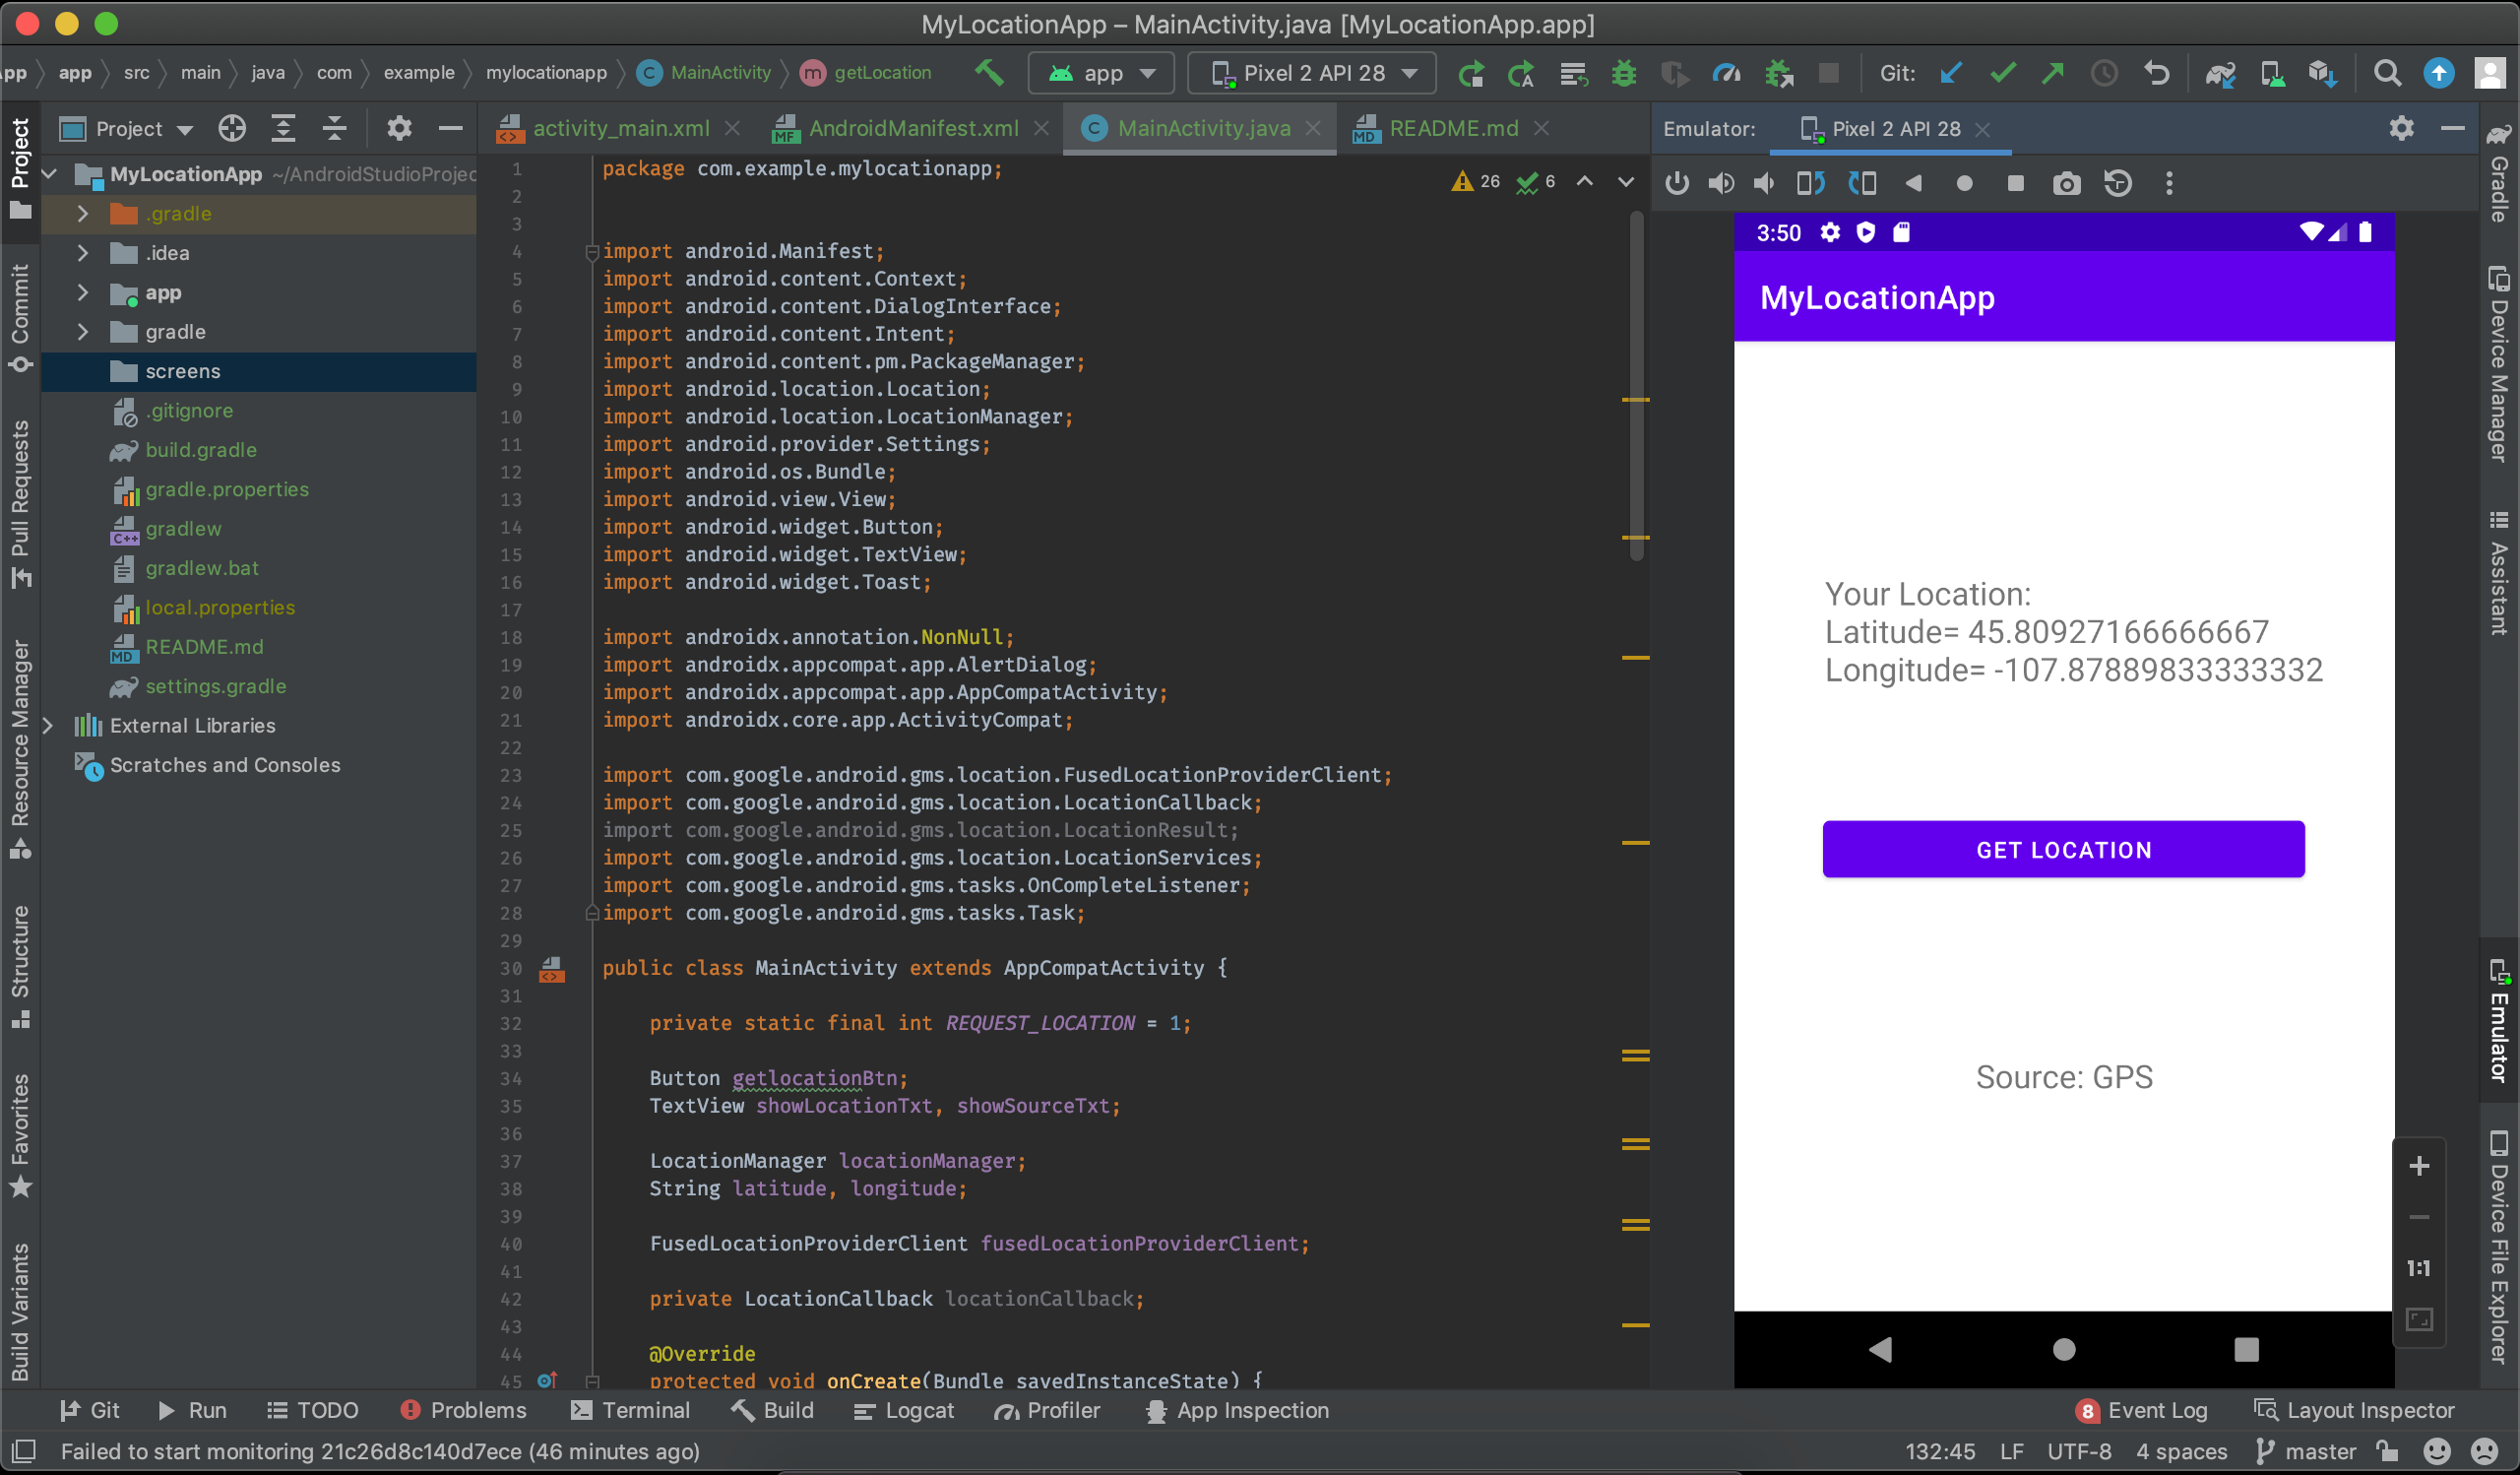 MyLocationApp – MainActivity.java [MyLocationApp.app]
app
src
main
java
com
example
mylocationapp
C
MainActivity
m
getLocation
app
Pixel 2 API 28
Git:
Project
activity_main.xml
AndroidManifest.xml
MainActivity.java
README.md
Emulator:
Pixel 2 API 28
MyLocationApp ~/AndroidStudioProjec
.gradle
.idea
app
gradle
screens
.gitignore
build.gradle
gradle.properties
gradlew
gradlew.bat
local.properties
README.md
settings.gradle
External Libraries
Scratches and Consoles
Project
Commit
Pull Requests
Resource Manager
Structure
Favorites
Build Variants
26
6
1 package com.example.mylocationapp;
2
3
4 import android.Manifest;
5 import android.content.Context;
6 import android.content.DialogInterface;
7 import android.content.Intent;
8 import android.content.pm.PackageManager;
9 import android.location.Location;
10 import android.location.LocationManager;
11 import android.provider.Settings;
12 import android.os.Bundle;
13 import android.view.View;
14 import android.widget.Button;
15 import android.widget.TextView;
16 import android.widget.Toast;
17
18 import androidx.annotation.NonNull;
19 import androidx.appcompat.app.AlertDialog;
20 import androidx.appcompat.app.AppCompatActivity;
21 import androidx.core.app.ActivityCompat;
22
23 import com.google.android.gms.location.FusedLocationProviderClient;
24 import com.google.android.gms.location.LocationCallback;
25 import com.google.android.gms.location.LocationResult;
26 import com.google.android.gms.location.LocationServices;
27 import com.google.android.gms.tasks.OnCompleteListener;
28 import com.google.android.gms.tasks.Task;
29
30 public class MainActivity extends AppCompatActivity {
31
32 private static final int REQUEST_LOCATION = 1;
33
34 Button getlocationBtn;
35 TextView showLocationTxt, showSourceTxt;
36
37 LocationManager locationManager;
38 String latitude, longitude;
39
40 FusedLocationProviderClient fusedLocationProviderClient;
41
42 private LocationCallback locationCallback;
43
44 @Override
45 protected void onCreate(Bundle savedInstanceState) {
3:50
MyLocationApp
Your Location:
Latitude= 45.80927166666667
Longitude= -107.87889833333332
GET LOCATION
Source: GPS
1:1
Gradle
Device Manager
Assistant
Emulator
Device File Explorer
Git
Run
TODO
Problems
Terminal
Build
Logcat
Profiler
App Inspection
8 Event Log
Layout Inspector
Failed to start monitoring 21c26d8c140d7ece (46 minutes ago)
132:45
LF
UTF-8
4 spaces
master